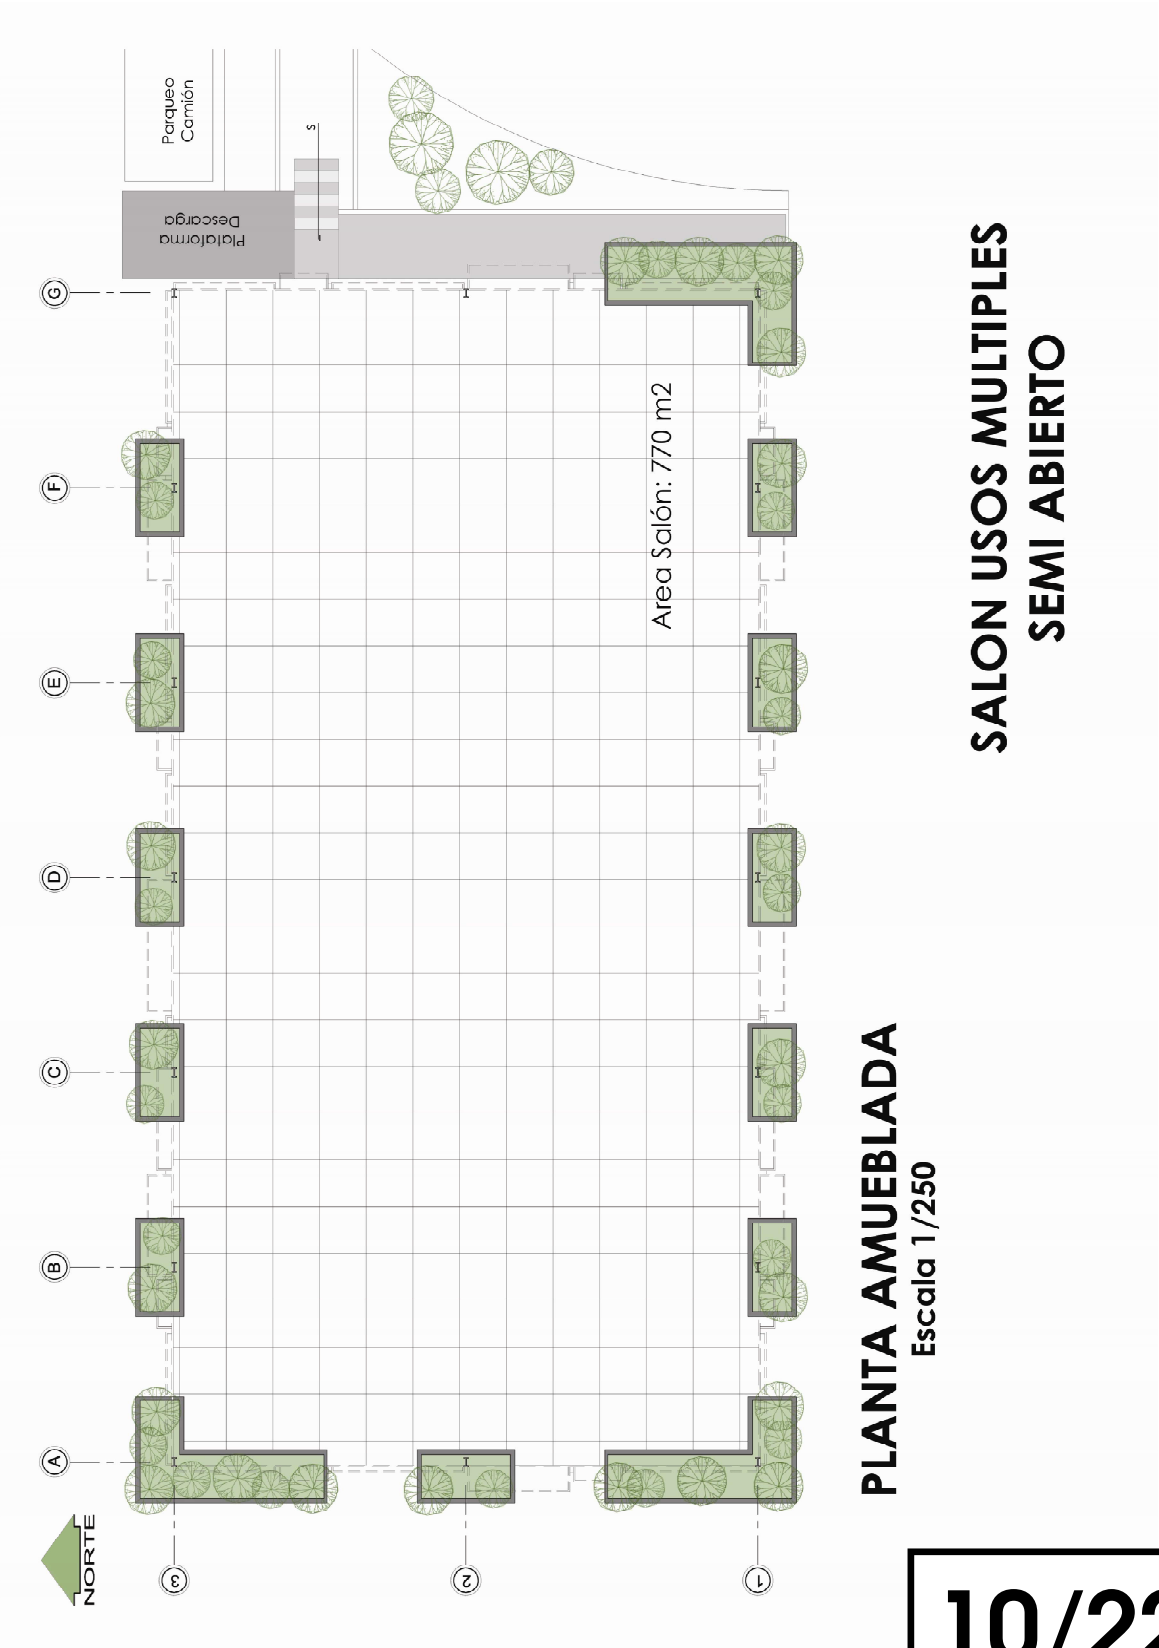 Parqueo
Camión
Plataforma
Descarga
s
G
F
E
D
C
B
A
3
2
1
Area Salón: 770 m2
SALON USOS MULTIPLES
SEMI ABIERTO
PLANTA AMUEBLADA
Escala 1/250
NORTE
10/22